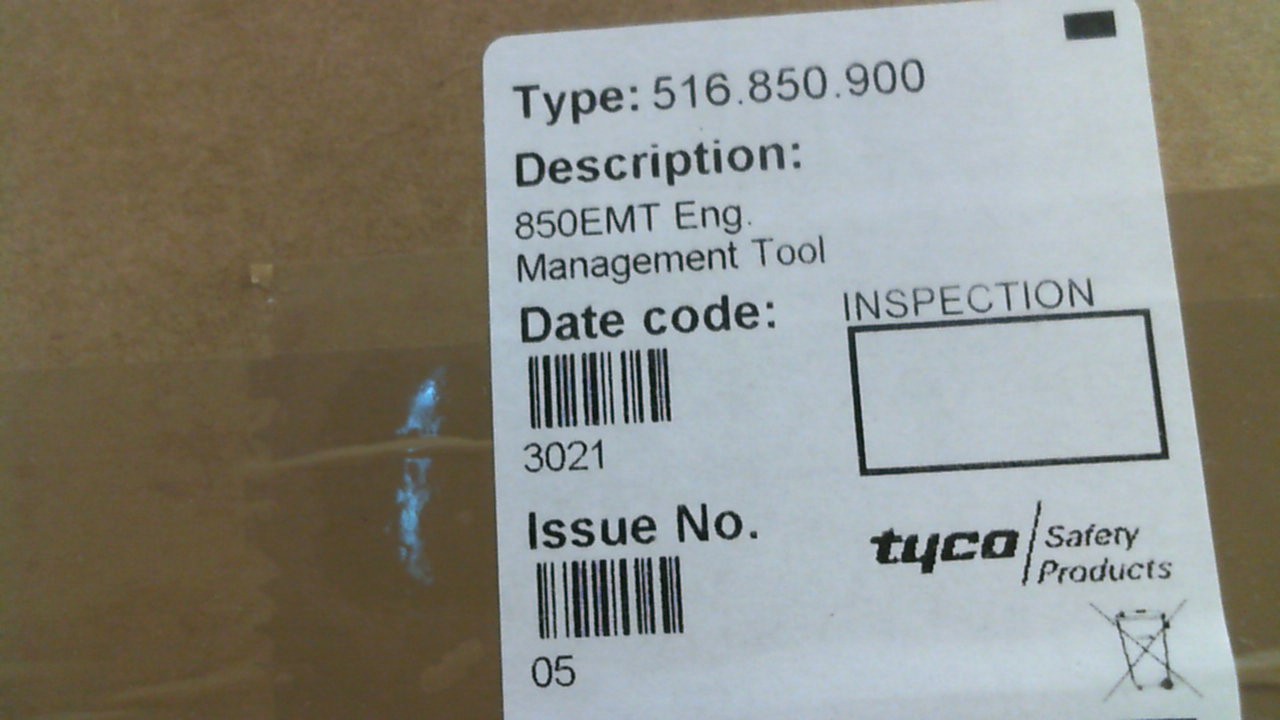 Type: 516.850.900
Description:
850EMT Eng.
Management Tool
Date code:
INSPECTION
3021
Issue No.
tyco Safety
Products
05